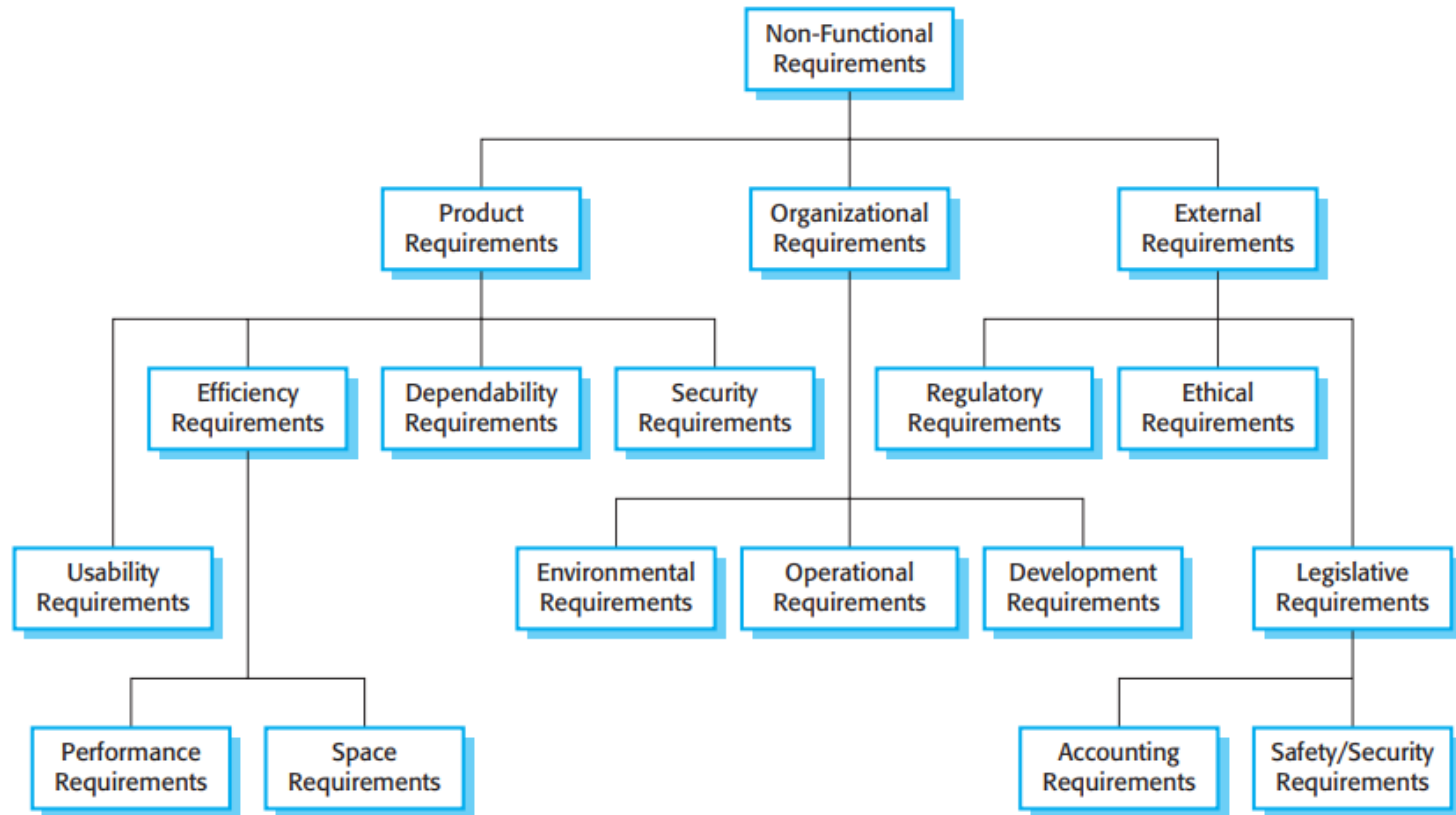 Non-Functional
Requirements
Product
Requirements
Organizational
Requirements
External
Requirements
Efficiency
Requirements
Dependability
Requirements
Security
Requirements
Regulatory
Requirements
Ethical
Requirements
Usability
Requirements
Environmental
Requirements
Operational
Requirements
Development
Requirements
Legislative
Requirements
Performance
Requirements
Space
Requirements
Accounting
Requirements
Safety/Security
Requirements